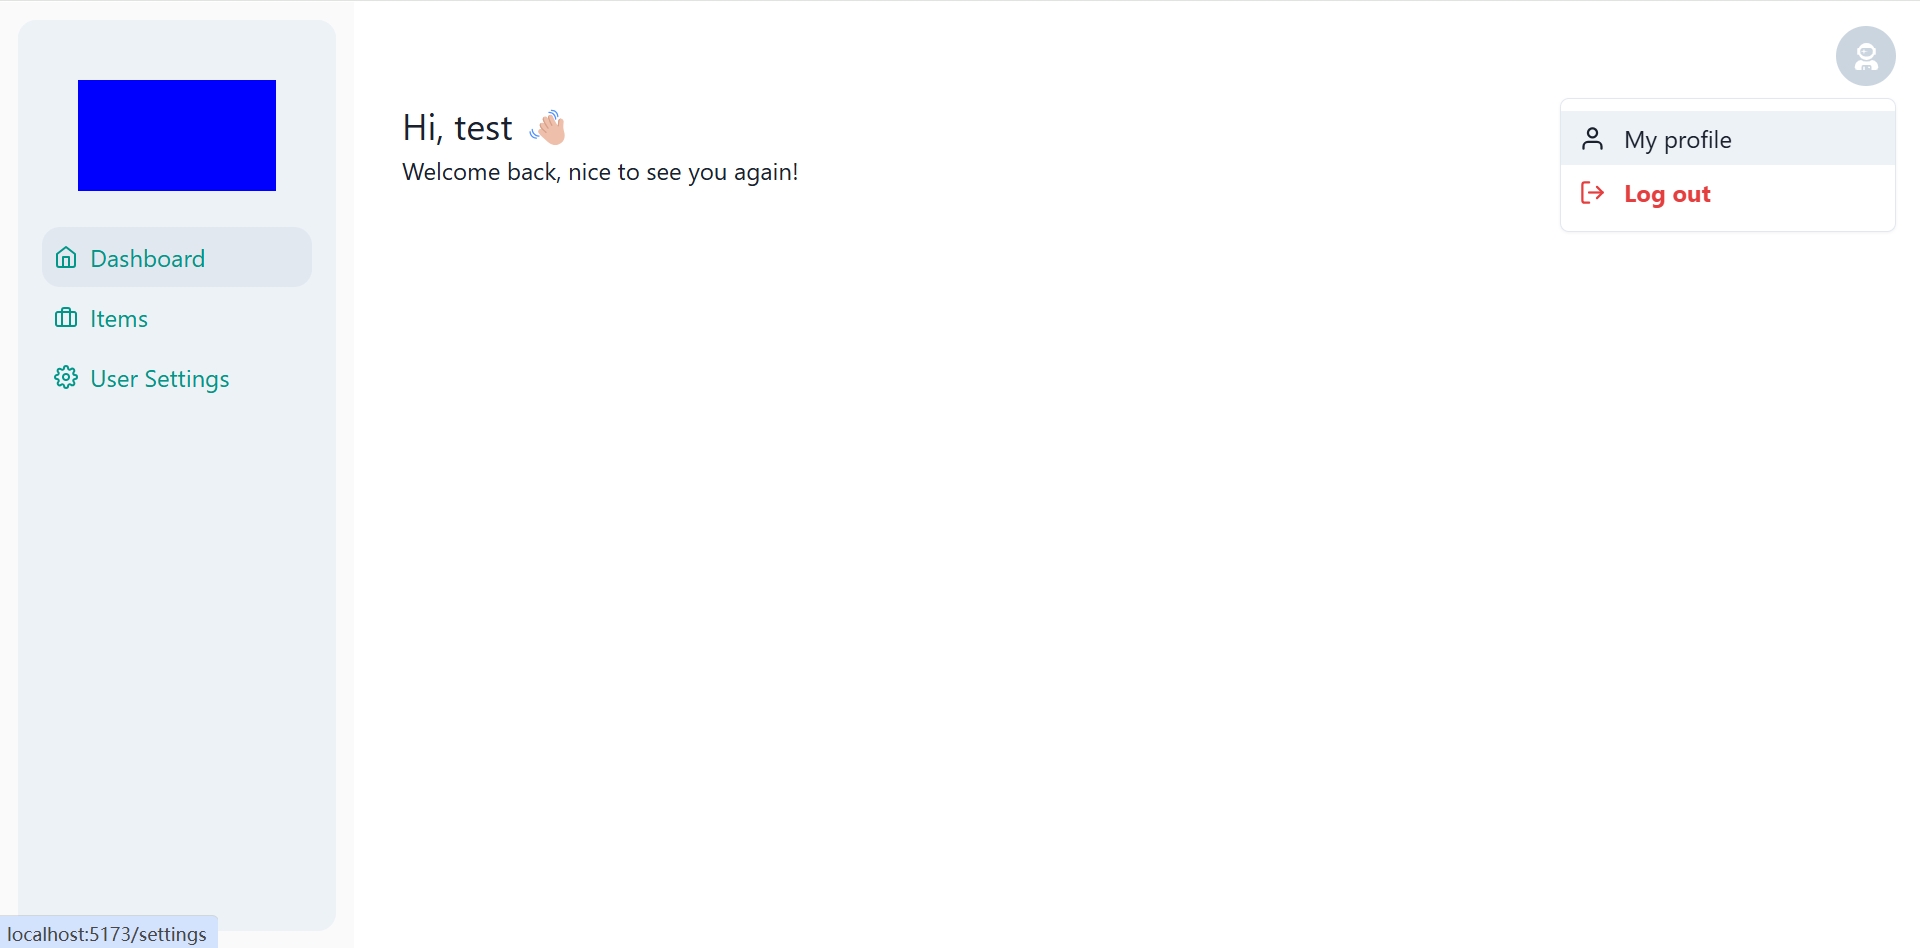 Hi, test 👋🏼
Welcome back, nice to see you again!
My profile
Log out
Dashboard
Items
User Settings
localhost:5173/settings